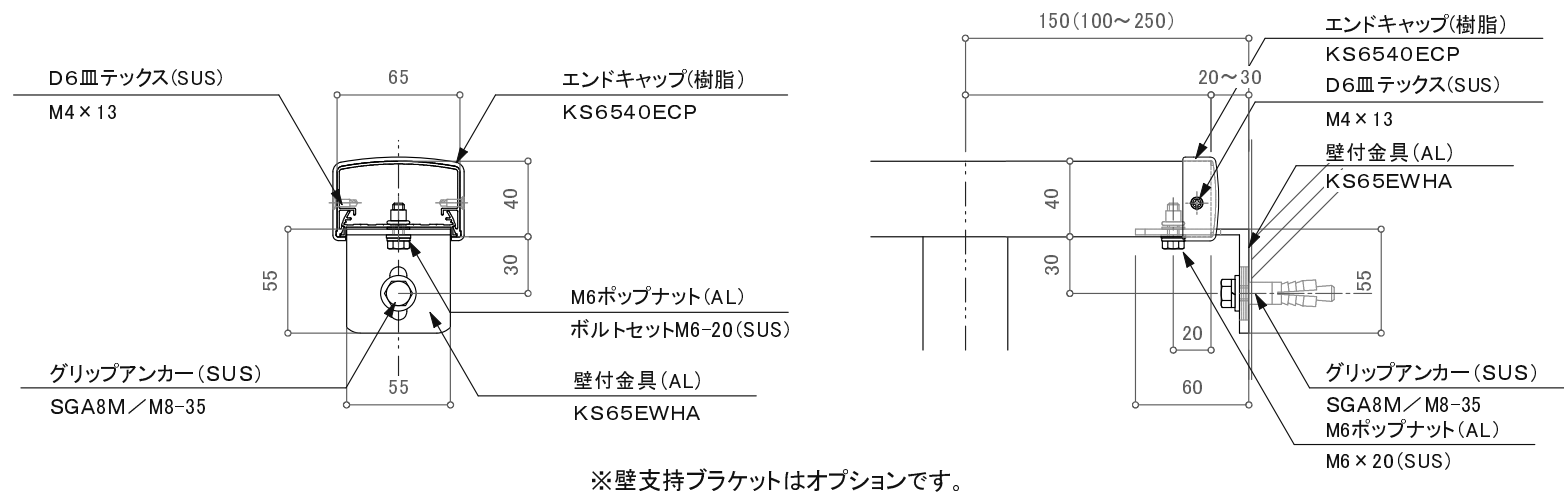 D6皿テックス(SUS)
M4×13
65
エンドキャップ(樹脂)
KS6540ECP
40
30
55
M6ポップナット(AL)
ボルトセットM6-20(SUS)
グリップアンカー(SUS)
SGA8M/M8-35
55
壁付金具(AL)
KS65EWHA
150(100～250)
20～30
エンドキャップ(樹脂)
KS6540ECP
D6皿テックス(SUS)
M4×13
壁付金具(AL)
KS65EWHA
40
30
55
20
60
グリップアンカー(SUS)
SGA8M/M8-35
M6ポップナット(AL)
M6×20(SUS)
※壁支持ブラケットはオプションです。